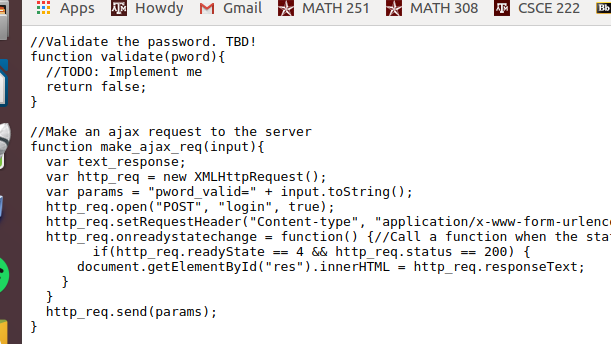 Apps Howdy Gmail MATH 251 MATH 308 CSCE 222 Bb
//Validate the password. TBD!
function validate(pword){
  //TODO: Implement me
  return false;
}

//Make an ajax request to the server
function make_ajax_req(input){
  var text_response;
  var http_req = new XMLHttpRequest();
  var params = "pword_valid=" + input.toString();
  http_req.open("POST", "login", true);
  http_req.setRequestHeader("Content-type", "application/x-www-form-urlenc
  http_req.onreadystatechange = function() {//Call a function when the sta
        if(http_req.readyState == 4 && http_req.status == 200) {
      document.getElementById("res").innerHTML = http_req.responseText;
    }
  }
  http_req.send(params);
}